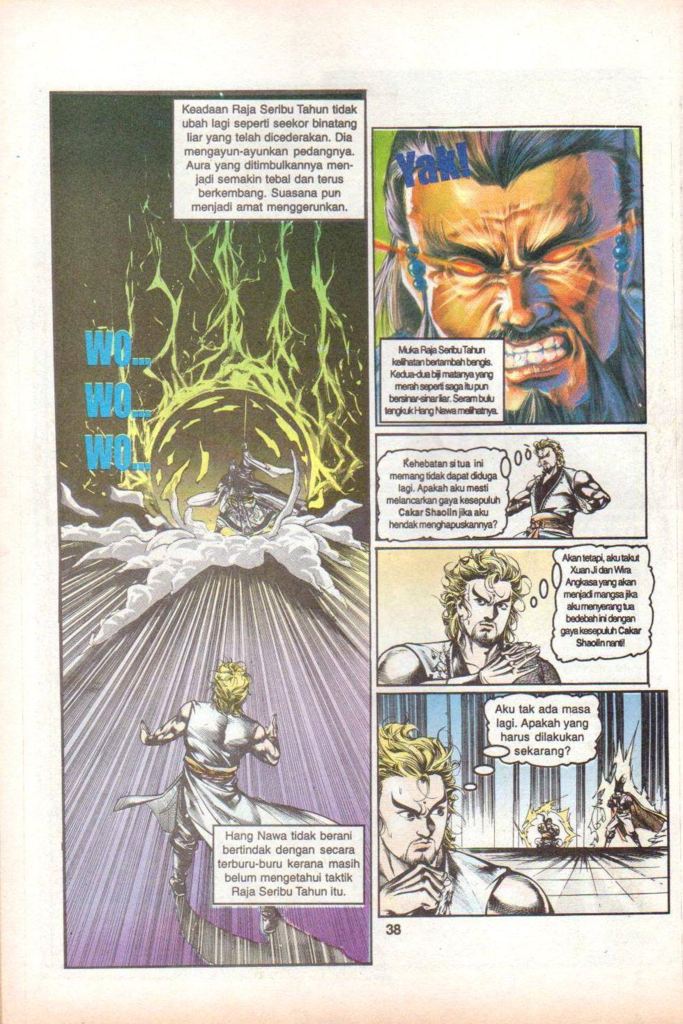 Keadaan Raja Seribu Tahun tidak
ubah lagi seperti seekor binatang
liar yang telah dicederakan. Dia
mengayun-ayunkan pedangnya.
Aura yang ditimbulkannya men-
jadi semakin tebal dan terus
berkembang. Suasana pun
menjadi amat menggerunkan.
WO...
WO...
WO...
Hang Nawa tidak berani
bertindak dengan secara
terburu-buru kerana masih
belum mengetahui taktik
Raja Seribu Tahun itu.
Yak!
Muka Raja Seribu Tahun
kelihatan bertambah bengis.
Kedua-dua biji matanya yang
merah seperti saga itu pun
bersinar-sinar liar. Seram bulu
tengkuk Hang Nawa melihatnya.
Kehebatan si tua ini
memang tidak dapat diduga
lagi. Apakah aku mesti
melancarkan gaya kesepuluh
Cakar Shaolin jika aku
hendak menghapuskannya?
Akan tetapi, aku takut
Xuan Ji dan Wira
Angkasa yang akan
menjadi mangsa jika
aku menyerang tua
bedebah ini dengan
gaya kesepuluh Cakar
Shaolin nanti!
Aku tak ada masa
lagi. Apakah yang
harus dilakukan
sekarang?
38